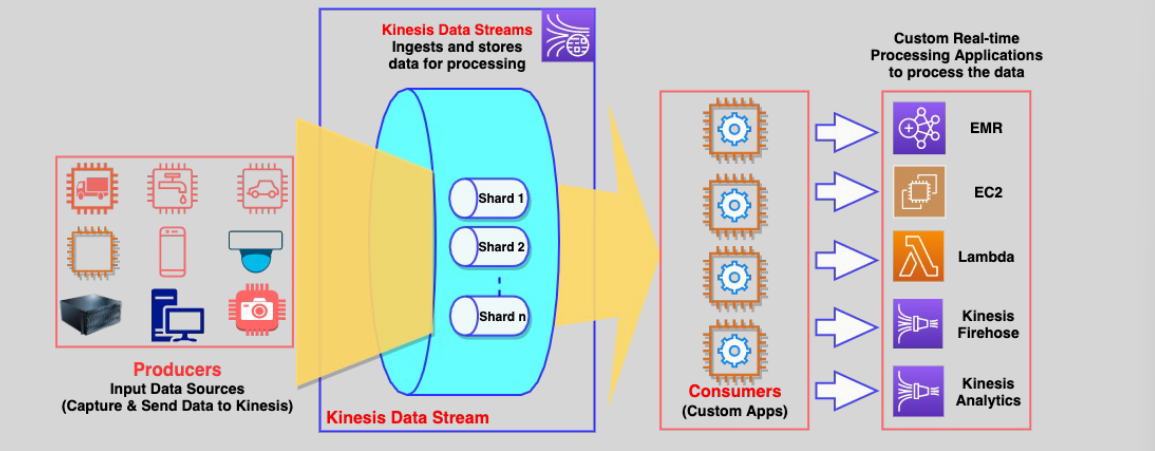 Kinesis Data Streams
Ingests and stores
data for processing
Shard 1
Shard 2
Shard n
Kinesis Data Stream
Producers
Input Data Sources
(Capture & Send Data to Kinesis)
Consumers
(Custom Apps)
Custom Real-time
Processing Applications
to process the data
EMR
EC2
Lambda
Kinesis
Firehose
Kinesis
Analytics